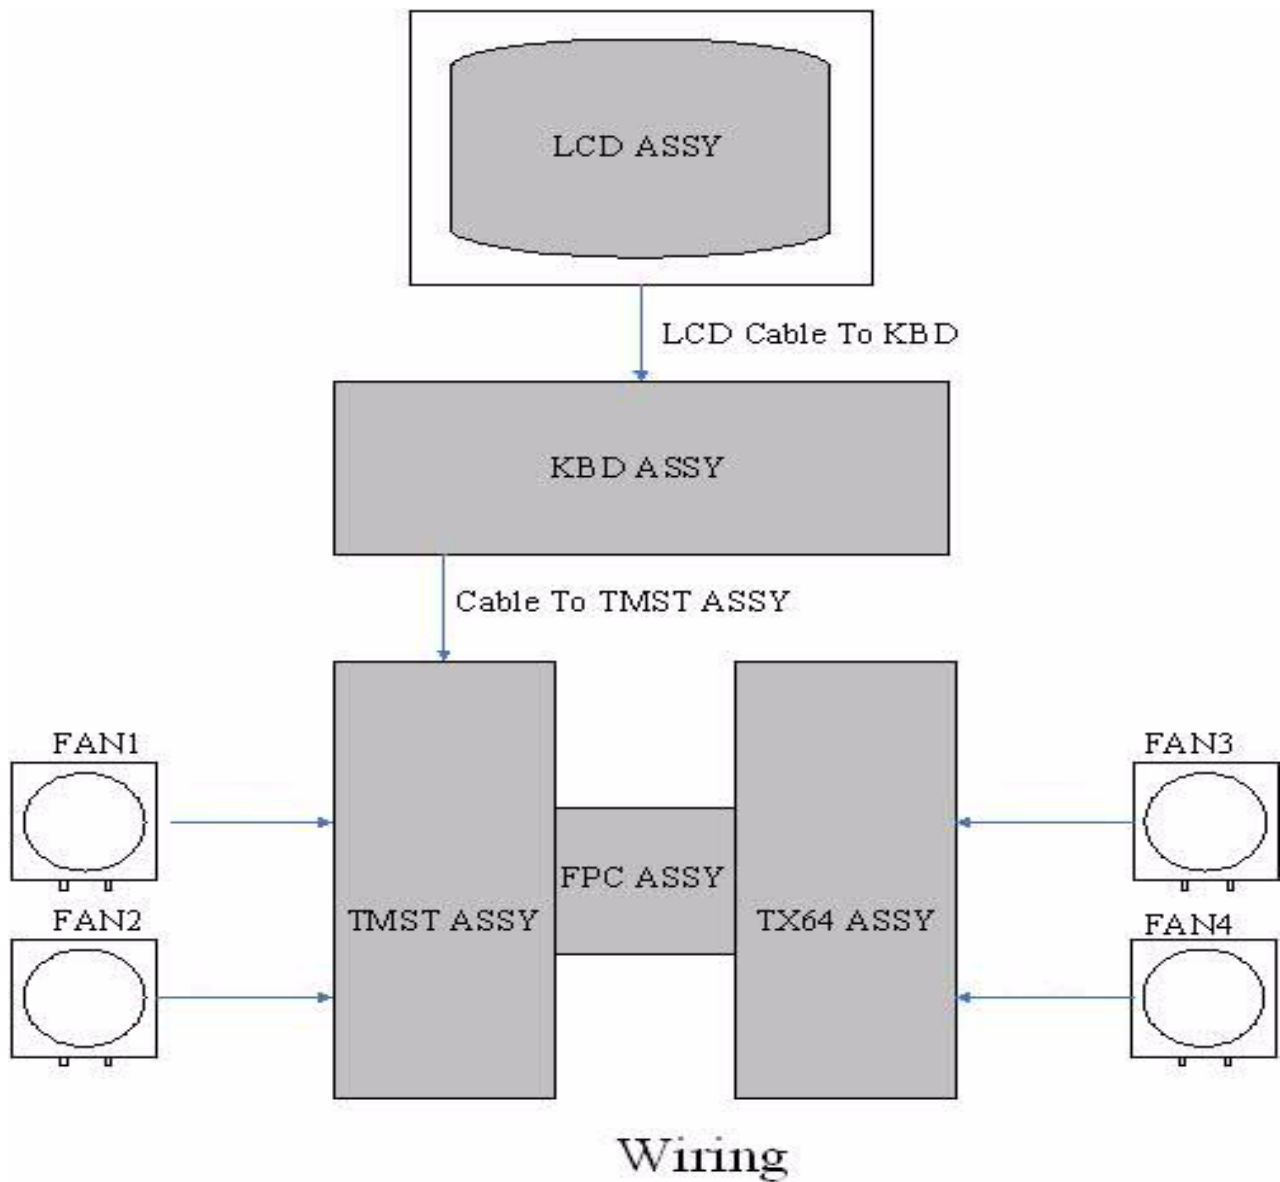 LCD ASSY
LCD Cable To KBD
KBD ASSY
Cable To TMST ASSY
FAN1
FAN3
FPC ASSY
FAN2
TMST ASSY
TX64 ASSY
FAN4
Wiring